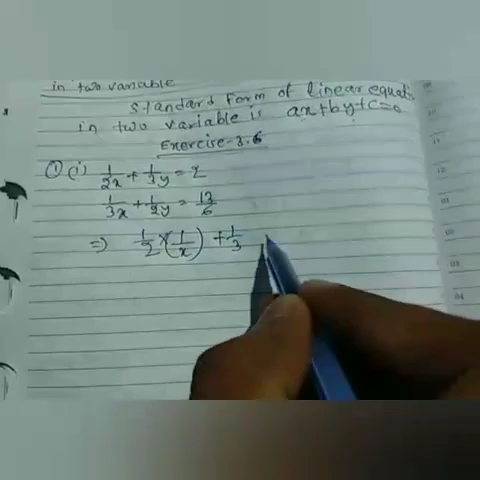 in two variable
Standard Form of linear equati
in two variable is ax+by+c=0
Exercise-3.6
① (i) 1/2x + 1/3y = 2
1/3x + 1/2y = 13/6
=> 1/2 × (1/x) + 1/3